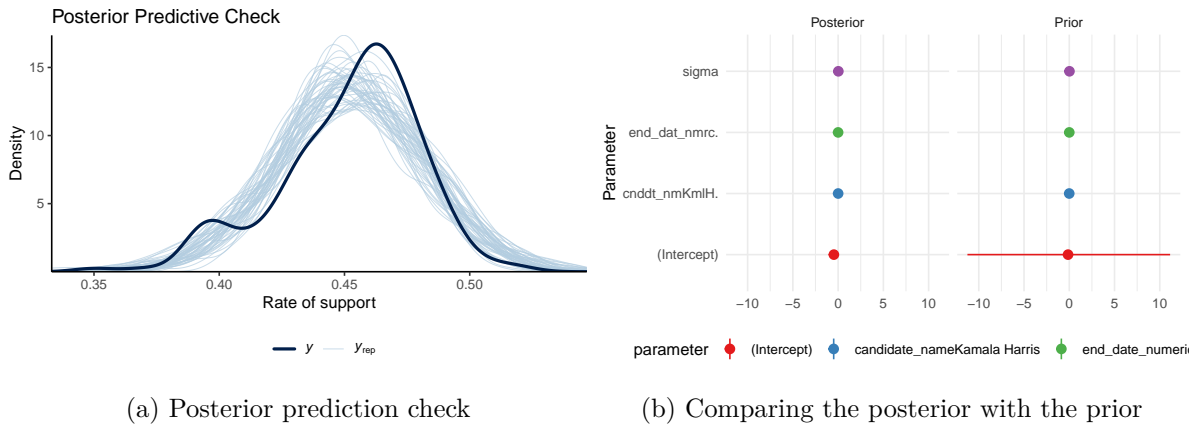 Posterior Predictive Check
Density
15
10
5
0.35 0.40 0.45 0.50
Rate of support
y yrep
(a) Posterior prediction check
Posterior Prior
Parameter
sigma
end_dat_nmrc.
cnddt_nmKmlH.
(Intercept)
−10 −5 0 5 10 −10 −5 0 5 10
parameter (Intercept) candidate_nameKamala Harris end_date_numeric
(b) Comparing the posterior with the prior